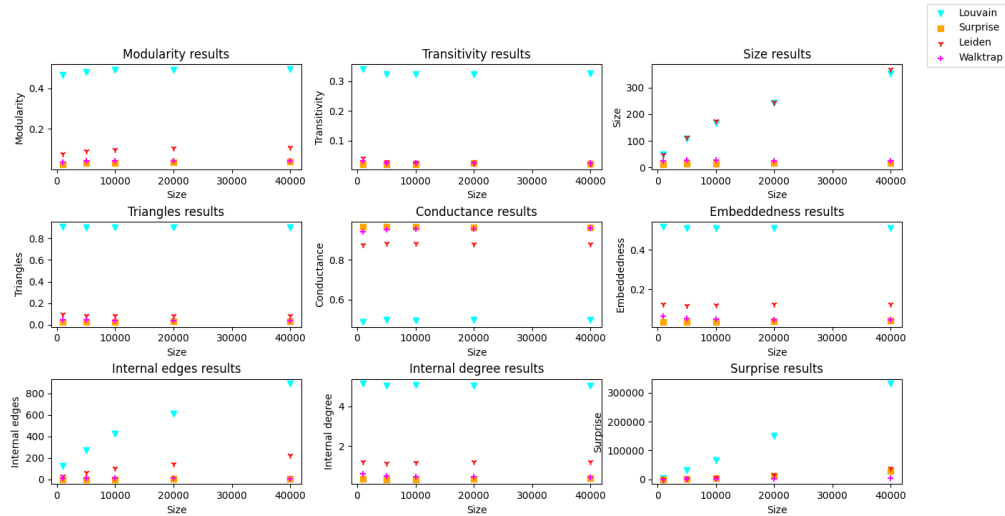 Louvain
Surprise
Leiden
Walktrap
Modularity results
Transitivity results
Size results
Modularity
0.4
0.2
0 10000 20000 30000 40000
Size
Transitivity
0.3
0.2
0.1
0 10000 20000 30000 40000
Size
Size
300
200
100
0
0 10000 20000 30000 40000
Size
Triangles results
Conductance results
Embeddedness results
Triangles
0.8
0.6
0.4
0.2
0.0
0 10000 20000 30000 40000
Size
Conductance
0.8
0.6
0 10000 20000 30000 40000
Size
Embeddedness
0.4
0.2
0 10000 20000 30000 40000
Size
Internal edges results
Internal degree results
Surprise results
Internal edges
800
600
400
200
0
0 10000 20000 30000 40000
Size
Internal degree
4
2
0 10000 20000 30000 40000
Size
Surprise
300000
200000
100000
0
0 10000 20000 30000 40000
Size